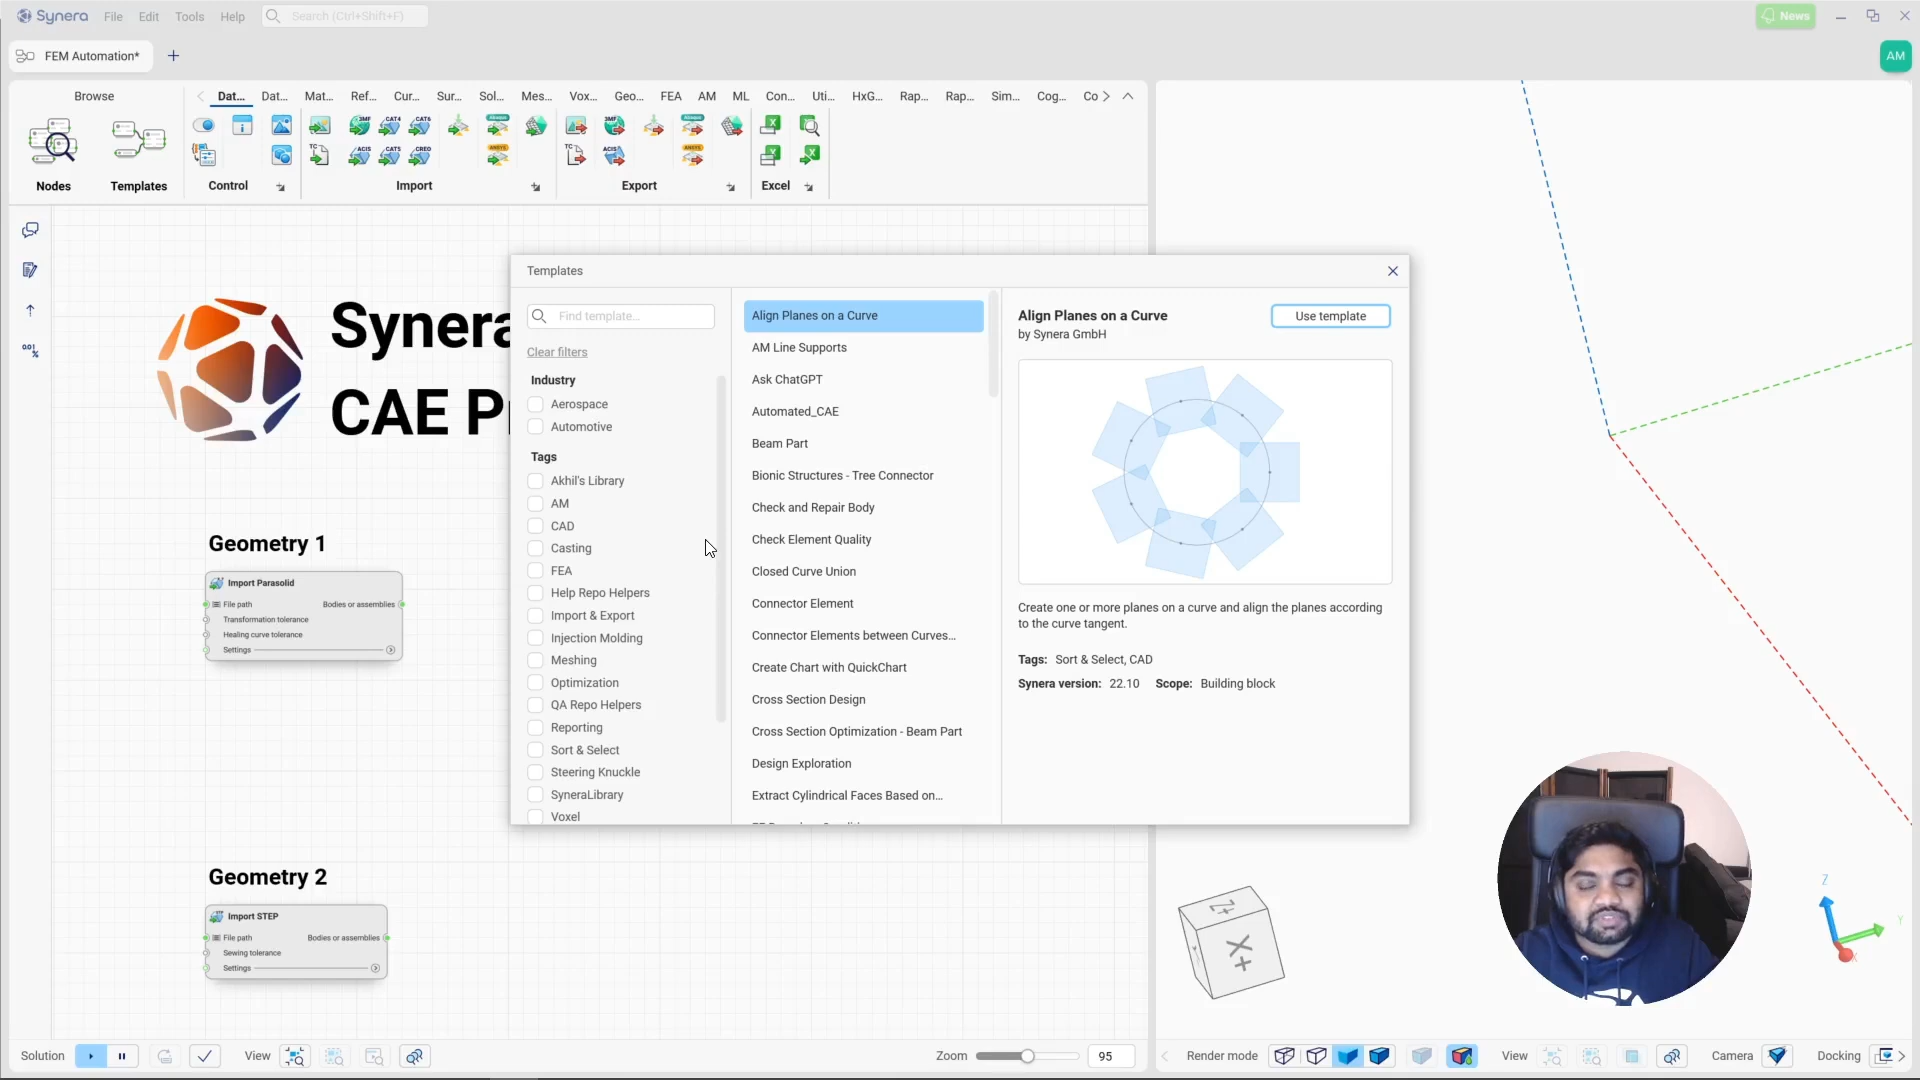 Synera File Edit Tools Help Search (Ctrl+Shift+F) News
FEM Automation* AM
Browse Dat... Dat... Mat... Ref... Cur... Sur... Sol... Mes... Vox... Geo... FEA AM ML Con... Uti... HxG... Rap... Rap... Sim... Cog... Co
Nodes Templates Control Import Export Excel
Synera
CAE P
Geometry 1
Import Parasolid
File path Bodies or assemblies
Transformation tolerance
Healing curve tolerance
Settings
Geometry 2
Import STEP
File path Bodies or assemblies
Sewing tolerance
Settings
Templates
Find template...
Clear filters
Industry
Aerospace
Automotive
Tags
Akhil's Library
AM
CAD
Casting
FEA
Help Repo Helpers
Import & Export
Injection Molding
Meshing
Optimization
QA Repo Helpers
Reporting
Sort & Select
Steering Knuckle
SyneraLibrary
Voxel
Align Planes on a Curve
AM Line Supports
Ask ChatGPT
Automated_CAE
Beam Part
Bionic Structures - Tree Connector
Check and Repair Body
Check Element Quality
Closed Curve Union
Connector Element
Connector Elements between Curves...
Create Chart with QuickChart
Cross Section Design
Cross Section Optimization - Beam Part
Design Exploration
Extract Cylindrical Faces Based on...
Align Planes on a Curve
Use template
by Synera GmbH
Create one or more planes on a curve and align the planes according
to the curve tangent.
Tags: Sort & Select, CAD
Synera version: 22.10 Scope: Building block
Z+
X+
Z
Y
X
Solution View Zoom 95 Render mode View Camera Docking